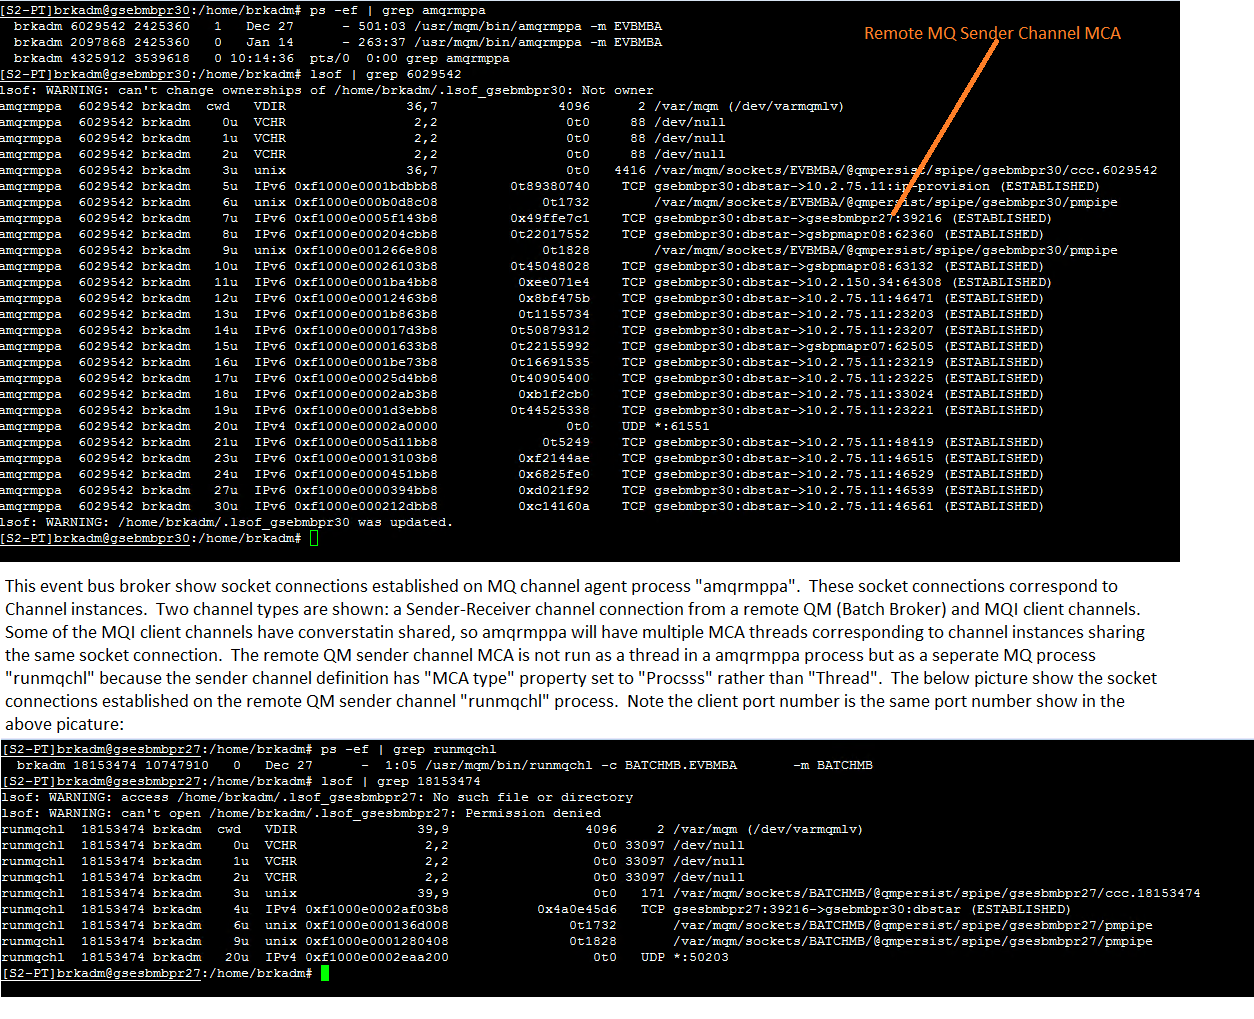 [S2-PT]brkadm@gsebmbpr30:/home/brkadm# ps -ef | grep amqrmppa
brkadm 6029542 2425360 1 Dec 27 - 501:03 /usr/mqm/bin/amqrmppa -m EVBMBA
brkadm 2097868 2425360 0 Jan 14 - 263:37 /usr/mqm/bin/amqrmppa -m EVBMBA
Remote MQ Sender Channel MCA
brkadm 4325912 3539618 0 10:14:36 pts/0 0:00 grep amqrmppa
[S2-PT]brkadm@gsebmbpr30:/home/brkadm# lsof | grep 6029542
lsof: WARNING: can't change ownerships of /home/brkadm/.lsof_gsebmbpr30: Not owner
amqrmppa 6029542 brkadm cwd VDIR 36,7 4096 2 /var/mqm (/dev/varmqmlv)
amqrmppa 6029542 brkadm 0u VCHR 2,2 0t0 88 /dev/null
amqrmppa 6029542 brkadm 1u VCHR 2,2 0t0 88 /dev/null
amqrmppa 6029542 brkadm 2u VCHR 2,2 0t0 88 /dev/null
amqrmppa 6029542 brkadm 3u unix 36,7 0t0 4416 /var/mqm/sockets/EVBMBA/@qmpersist/spipe/gsebmbpr30/ccc.6029542
amqrmppa 6029542 brkadm 5u IPv6 0xf1000e0001bdbbb8 0t89380740 TCP gsebmbpr30:dbstar->10.2.75.11:ip-provision (ESTABLISHED)
amqrmppa 6029542 brkadm 6u unix 0xf1000e000b0d8c08 0t1732 /var/mqm/sockets/EVBMBA/@qmpersist/spipe/gsebmbpr30/pmpipe
amqrmppa 6029542 brkadm 7u IPv6 0xf1000e0005f143b8 0x49ffe7c1 TCP gsebmbpr30:dbstar->gsesbmbpr27:39216 (ESTABLISHED)
amqrmppa 6029542 brkadm 8u IPv6 0xf1000e000204cbb8 0t22017552 TCP gsebmbpr30:dbstar->gsbpmapr08:62360 (ESTABLISHED)
amqrmppa 6029542 brkadm 9u unix 0xf1000e001266e808 0t1828 /var/mqm/sockets/EVBMBA/@qmpersist/spipe/gsebmbpr30/pmpipe
amqrmppa 6029542 brkadm 10u IPv6 0xf1000e00026103b8 0t45048028 TCP gsebmbpr30:dbstar->gsbpmapr08:63132 (ESTABLISHED)
amqrmppa 6029542 brkadm 11u IPv6 0xf1000e0001ba4bb8 0xee071e4 TCP gsebmbpr30:dbstar->10.2.150.34:64308 (ESTABLISHED)
amqrmppa 6029542 brkadm 12u IPv6 0xf1000e00012463b8 0x8bf475b TCP gsebmbpr30:dbstar->10.2.75.11:46471 (ESTABLISHED)
amqrmppa 6029542 brkadm 13u IPv6 0xf1000e0001b863b8 0t1155734 TCP gsebmbpr30:dbstar->10.2.75.11:23203 (ESTABLISHED)
amqrmppa 6029542 brkadm 14u IPv6 0xf1000e000017d3b8 0t50879312 TCP gsebmbpr30:dbstar->10.2.75.11:23207 (ESTABLISHED)
amqrmppa 6029542 brkadm 15u IPv6 0xf1000e00001633b8 0t22155992 TCP gsebmbpr30:dbstar->gsbpmapr07:62505 (ESTABLISHED)
amqrmppa 6029542 brkadm 16u IPv6 0xf1000e0001be73b8 0t16691535 TCP gsebmbpr30:dbstar->10.2.75.11:23219 (ESTABLISHED)
amqrmppa 6029542 brkadm 17u IPv6 0xf1000e00025d4bb8 0t40905400 TCP gsebmbpr30:dbstar->10.2.75.11:23225 (ESTABLISHED)
amqrmppa 6029542 brkadm 18u IPv6 0xf1000e00002ab3b8 0xb1f2cb0 TCP gsebmbpr30:dbstar->10.2.75.11:33024 (ESTABLISHED)
amqrmppa 6029542 brkadm 19u IPv6 0xf1000e0001d3ebb8 0t44525338 TCP gsebmbpr30:dbstar->10.2.75.11:23221 (ESTABLISHED)
amqrmppa 6029542 brkadm 20u IPv4 0xf1000e00002a0000 0t0 UDP *:61551
amqrmppa 6029542 brkadm 21u IPv6 0xf1000e0005d11bb8 0t5249 TCP gsebmbpr30:dbstar->10.2.75.11:48419 (ESTABLISHED)
amqrmppa 6029542 brkadm 23u IPv6 0xf1000e00013103b8 0xf2144ae TCP gsebmbpr30:dbstar->10.2.75.11:46515 (ESTABLISHED)
amqrmppa 6029542 brkadm 24u IPv6 0xf1000e0000451bb8 0x6825fe0 TCP gsebmbpr30:dbstar->10.2.75.11:46529 (ESTABLISHED)
amqrmppa 6029542 brkadm 27u IPv6 0xf1000e0000394bb8 0xd021f92 TCP gsebmbpr30:dbstar->10.2.75.11:46539 (ESTABLISHED)
amqrmppa 6029542 brkadm 30u IPv6 0xf1000e000212dbb8 0xc14160a TCP gsebmbpr30:dbstar->10.2.75.11:46561 (ESTABLISHED)
lsof: WARNING: /home/brkadm/.lsof_gsebmbpr30 was updated.
[S2-PT]brkadm@gsebmbpr30:/home/brkadm#
This event bus broker show socket connections established on MQ channel agent process "amqrmppa". These socket connections correspond to
Channel instances. Two channel types are shown: a Sender-Receiver channel connection from a remote QM (Batch Broker) and MQI client channels.
Some of the MQI client channels have converstatin shared, so amqrmppa will have multiple MCA threads corresponding to channel instances sharing
the same socket connection. The remote QM sender channel MCA is not run as a thread in a amqrmppa process but as a seperate MQ process
"runmqchl" because the sender channel definition has "MCA type" property set to "Procsss" rather than "Thread". The below picture show the socket
connections established on the remote QM sender channel "runmqchl" process. Note the client port number is the same port number show in the
above picature:
[S2-PT]brkadm@gsesbmbpr27:/home/brkadm# ps -ef | grep runmqchl
brkadm 18153474 10747910 0 Dec 27 - 1:05 /usr/mqm/bin/runmqchl -c BATCHMB.EVBMBA -m BATCHMB
[S2-PT]brkadm@gsesbmbpr27:/home/brkadm# lsof | grep 18153474
lsof: WARNING: access /home/brkadm/.lsof_gsesbmbpr27: No such file or directory
lsof: WARNING: can't open /home/brkadm/.lsof_gsesbmbpr27: Permission denied
runmqchl 18153474 brkadm cwd VDIR 39,9 4096 2 /var/mqm (/dev/varmqmlv)
runmqchl 18153474 brkadm 0u VCHR 2,2 0t0 33097 /dev/null
runmqchl 18153474 brkadm 1u VCHR 2,2 0t0 33097 /dev/null
runmqchl 18153474 brkadm 2u VCHR 2,2 0t0 33097 /dev/null
runmqchl 18153474 brkadm 3u unix 39,9 0t0 171 /var/mqm/sockets/BATCHMB/@qmpersist/spipe/gsesbmbpr27/ccc.18153474
runmqchl 18153474 brkadm 4u IPv4 0xf1000e0002af03b8 0x4a0e45d6 TCP gsesbmbpr27:39216->gsebmbpr30:dbstar (ESTABLISHED)
runmqchl 18153474 brkadm 6u unix 0xf1000e000136d008 0t1732 /var/mqm/sockets/BATCHMB/@qmpersist/spipe/gsesbmbpr27/pmpipe
runmqchl 18153474 brkadm 9u unix 0xf1000e0001280408 0t1828 /var/mqm/sockets/BATCHMB/@qmpersist/spipe/gsesbmbpr27/pmpipe
runmqchl 18153474 brkadm 20u IPv4 0xf1000e0002eaa200 0t0 UDP *:50203
[S2-PT]brkadm@gsesbmbpr27:/home/brkadm#